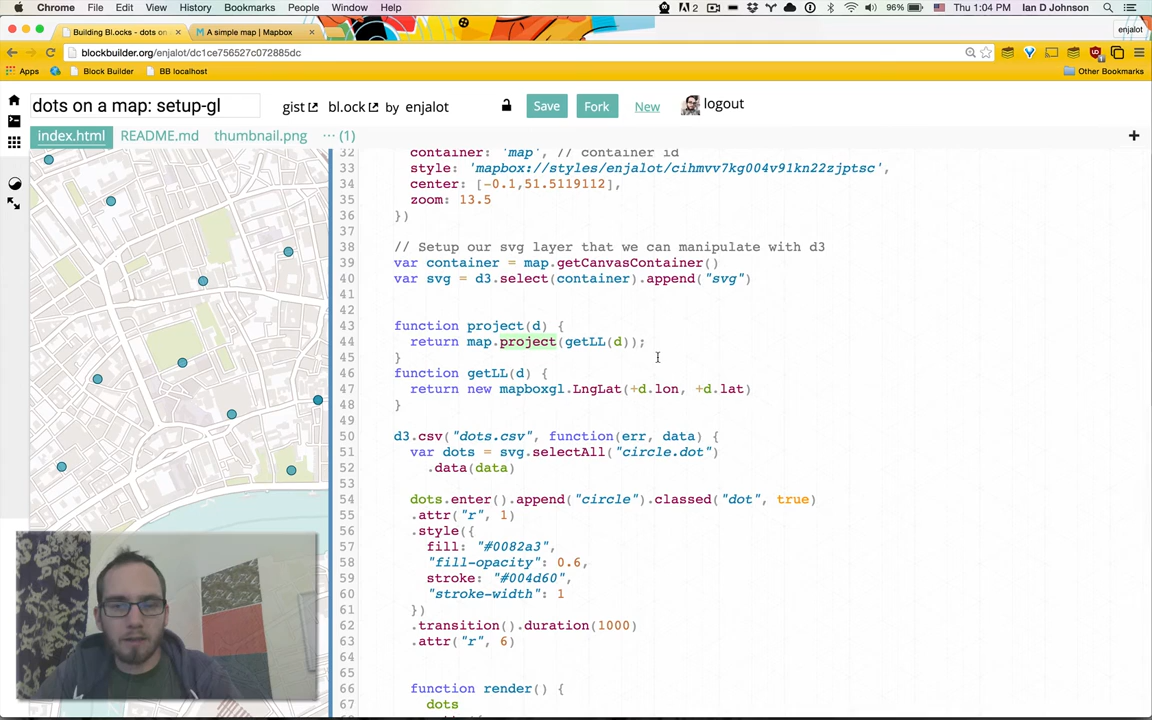 Chrome File Edit View History Bookmarks People Window Help 2 96% Thu 1:04 PM Ian D Johnson
Building Blocks - dots on × A simple map | Mapbox × enjalot
blockbuilder.org/enjalot/dc1ce756527c072885dc
Apps Block Builder BB localhost Other Bookmarks
dots on a map: setup-gl gist bl.ock by enjalot Save Fork New logout
index.html README.md thumbnail.png ... (1) +
32 container: 'map', // container id
33 style: 'mapbox://styles/enjalot/cihmvv7kg004v91kn22zjptsc',
34 center: [-0.1,51.5119112],
35 zoom: 13.5
36 })
37
38 // Setup our svg layer that we can manipulate with d3
39 var container = map.getCanvasContainer()
40 var svg = d3.select(container).append("svg")
41
42
43 function project(d) {
44 return map.project(getLL(d));
45 }
46 function getLL(d) {
47 return new mapboxgl.LngLat(+d.lon, +d.lat)
48 }
49
50 d3.csv("dots.csv", function(err, data) {
51 var dots = svg.selectAll("circle.dot")
52 .data(data)
53
54 dots.enter().append("circle").classed("dot", true)
55 .attr("r", 1)
56 .style({
57 fill: "#0082a3",
58 "fill-opacity": 0.6,
59 stroke: "#004d60",
60 "stroke-width": 1
61 })
62 .transition().duration(1000)
63 .attr("r", 6)
64
65
66 function render() {
67 dots